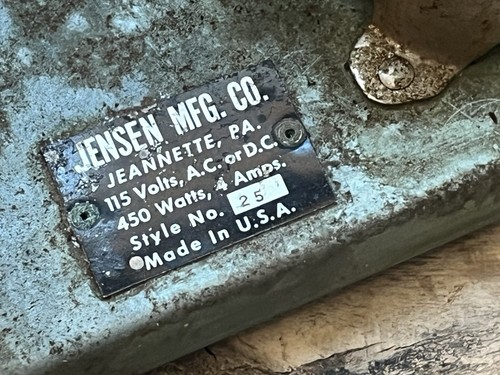 JENSEN MFG. CO.
JEANNETTE, PA.
115 Volts, A.C. or D.C.
450 Watts, 4 Amps.
Style No. 25
Made In U.S.A.